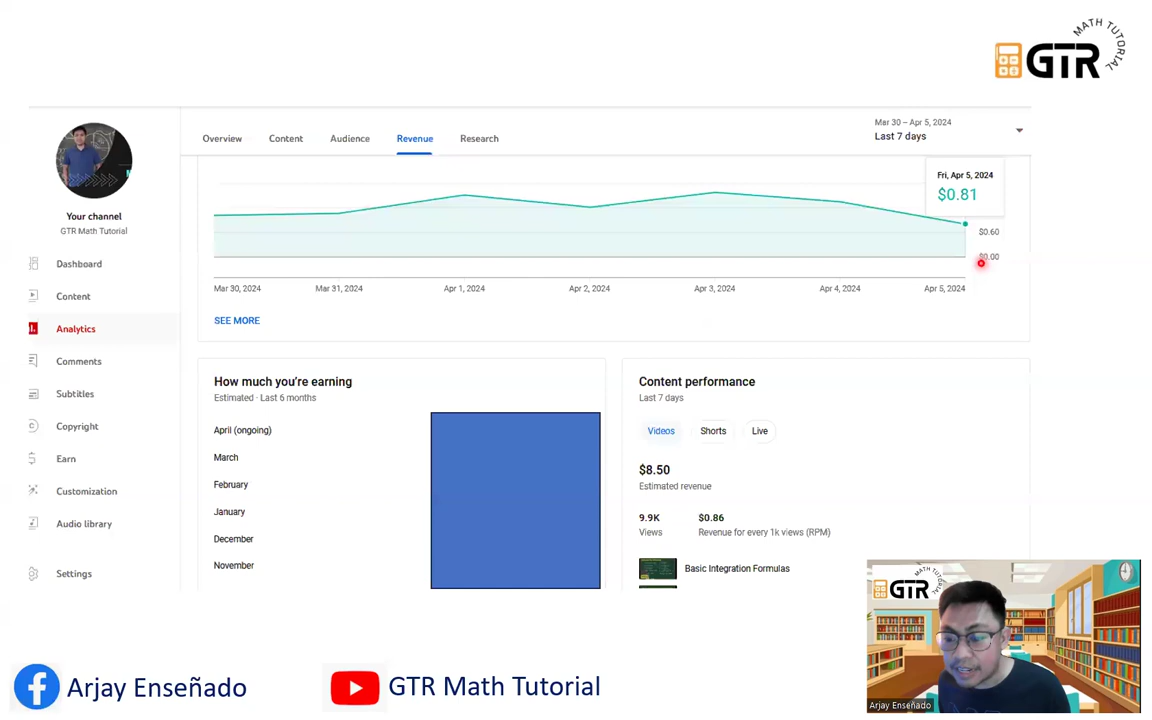 MATH TUTORIAL
GTR
Your channel
GTR Math Tutorial
Dashboard
Content
Analytics
Comments
Subtitles
Copyright
Earn
Customization
Audio library
Settings
Overview Content Audience Revenue Research
Mar 30 – Apr 5, 2024
Last 7 days
Fri, Apr 5, 2024
$0.81
$0.60
$0.00
Mar 30, 2024 Mar 31, 2024 Apr 1, 2024 Apr 2, 2024 Apr 3, 2024 Apr 4, 2024 Apr 5, 2024
SEE MORE
How much you're earning
Estimated · Last 6 months
April (ongoing)
March
February
January
December
November
Content performance
Last 7 days
Videos Shorts Live
$8.50
Estimated revenue
9.9K $0.86
Views Revenue for every 1k views (RPM)
Basic Integration Formulas
MATH TUTORIAL
GTR
Arjay Enseñado
Arjay Enseñado
GTR Math Tutorial